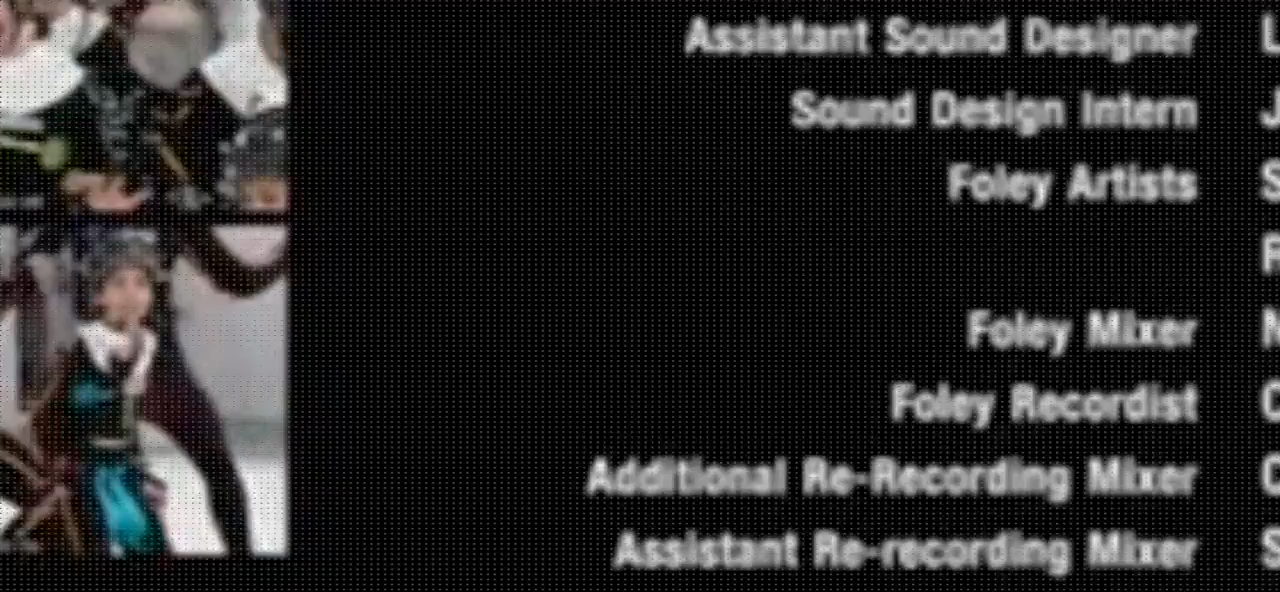 Assistant Sound Designer L
Sound Design Intern J
Foley Artists S
Foley Mixer N
Foley Recordist C
Additional Re-Recording Mixer C
Assistant Re-recording Mixer S